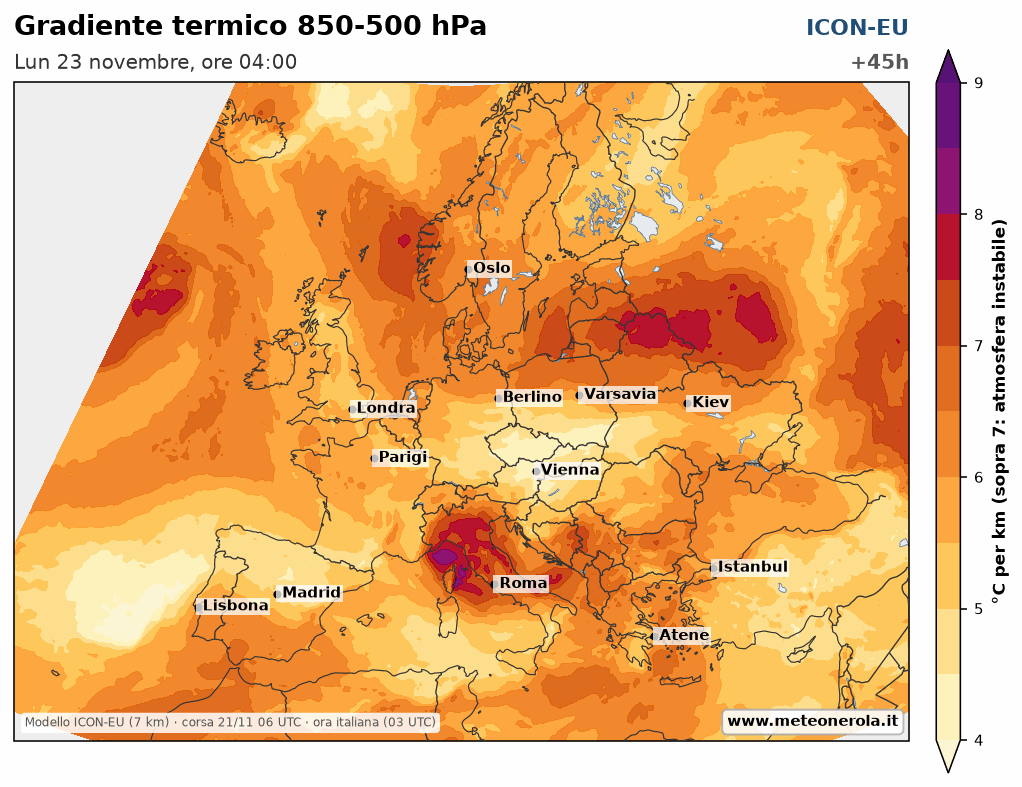 Gradiente termico 850-500 hPa
ICON-EU
Lun 23 novembre, ore 04:00
+45h
Oslo
Berlino
Varsavia
Kiev
Londra
Parigi
Vienna
Istanbul
Roma
Madrid
Lisbona
Atene
9
8
7
6
5
4
°C per km (sopra 7: atmosfera instabile)
Modello ICON-EU (7 km) · corsa 21/11 06 UTC · ora italiana (03 UTC)
www.meteonerola.it